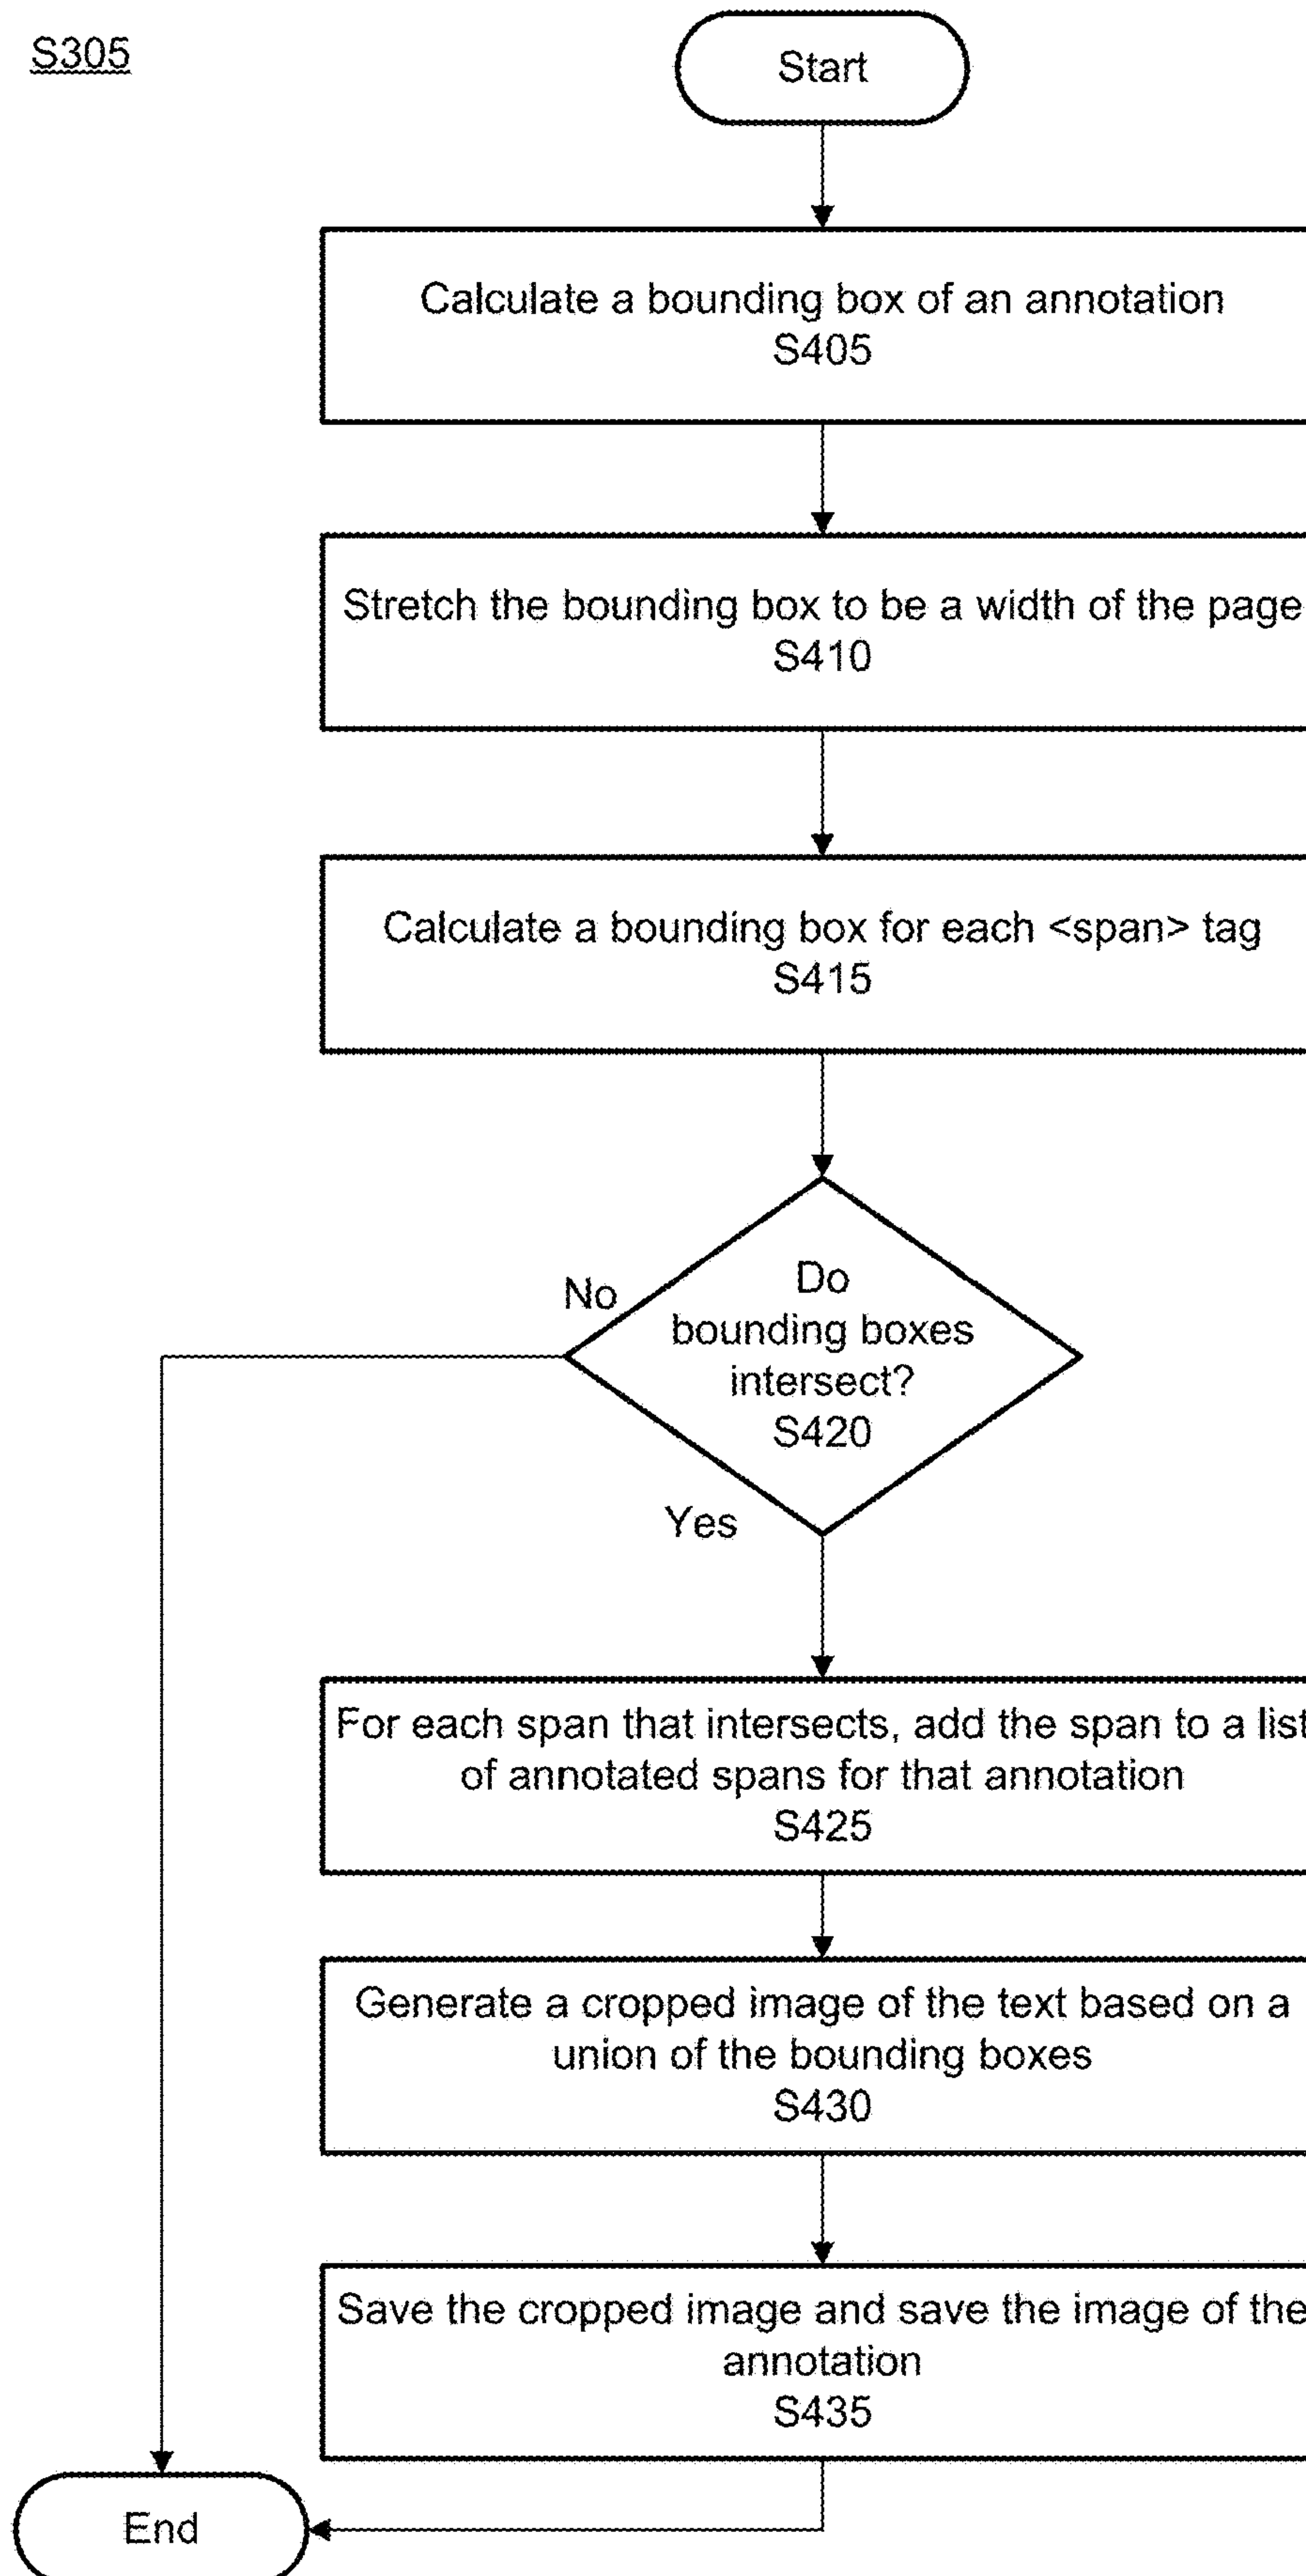 S305
Start
Calculate a bounding box of an annotation
S405
Stretch the bounding box to be a width of the page
S410
Calculate a bounding box for each <span> tag
S415
Do
bounding boxes
intersect?
S420
No
Yes
For each span that intersects, add the span to a list
of annotated spans for that annotation
S425
Generate a cropped image of the text based on a
union of the bounding boxes
S430
Save the cropped image and save the image of the
annotation
S435
End